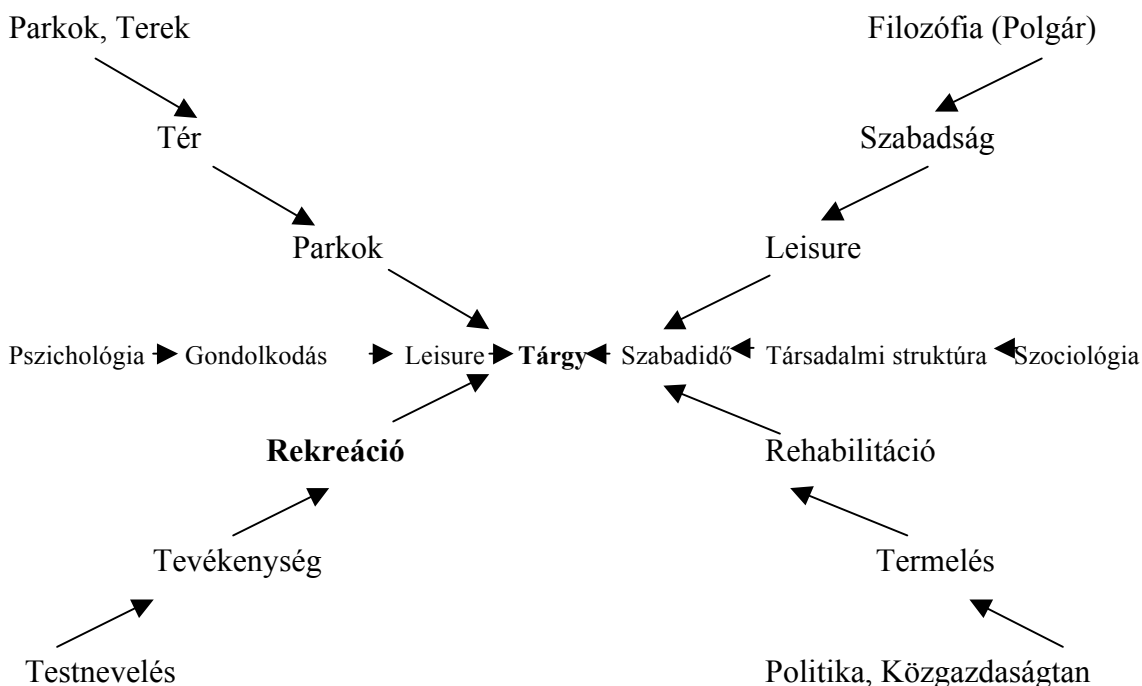 Parkok, Terek Filozófia (Polgár)
Tér Szabadság
Parkok Leisure
Pszichológia Gondolkodás Leisure Tárgy Szabadidő Társadalmi struktúra Szociológia
Rekreáció Rehabilitáció
Tevékenység Termelés
Testnevelés Politika, Közgazdaságtan